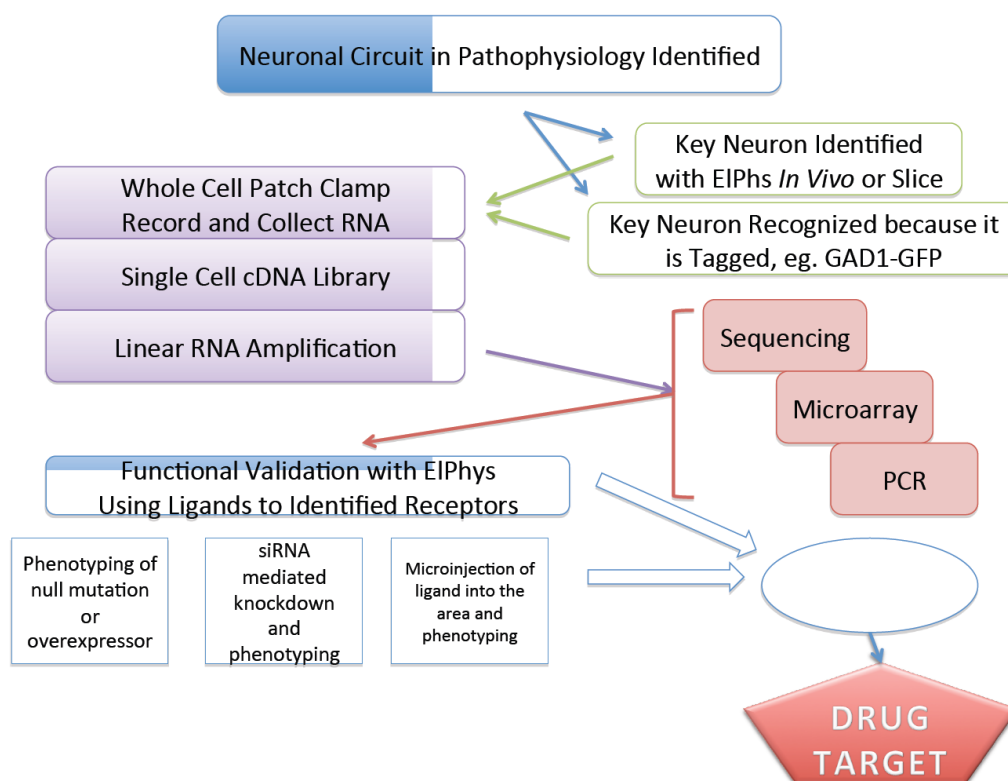 Neuronal Circuit in Pathophysiology Identified
Key Neuron Identified
with ElPhs In Vivo or Slice
Whole Cell Patch Clamp
Record and Collect RNA
Key Neuron Recognized because it
is Tagged, eg. GAD1-GFP
Single Cell cDNA Library
Linear RNA Amplification
Sequencing
Microarray
PCR
Functional Validation with ElPhys
Using Ligands to Identified Receptors
Phenotyping of
null mutation
or
overexpressor
siRNA
mediated
knockdown
and
phenotyping
Microinjection of
ligand into the
area and
phenotyping
DRUG
TARGET